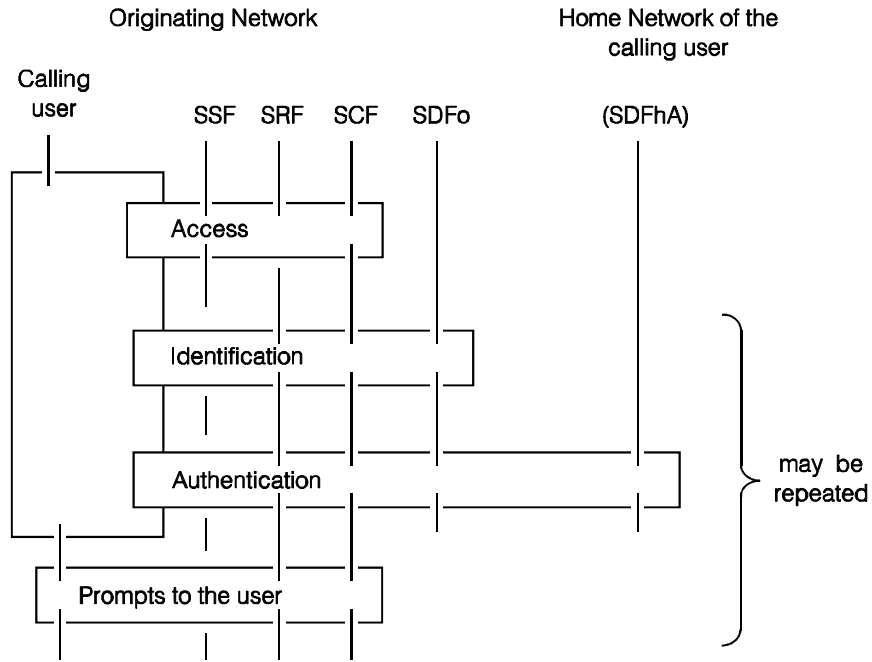 Originating Network
Home Network of the
calling user
Calling
user
SSF SRF SCF SDFo (SDFhA)
Access
Identification
Authentication
may be
repeated
Prompts to the user